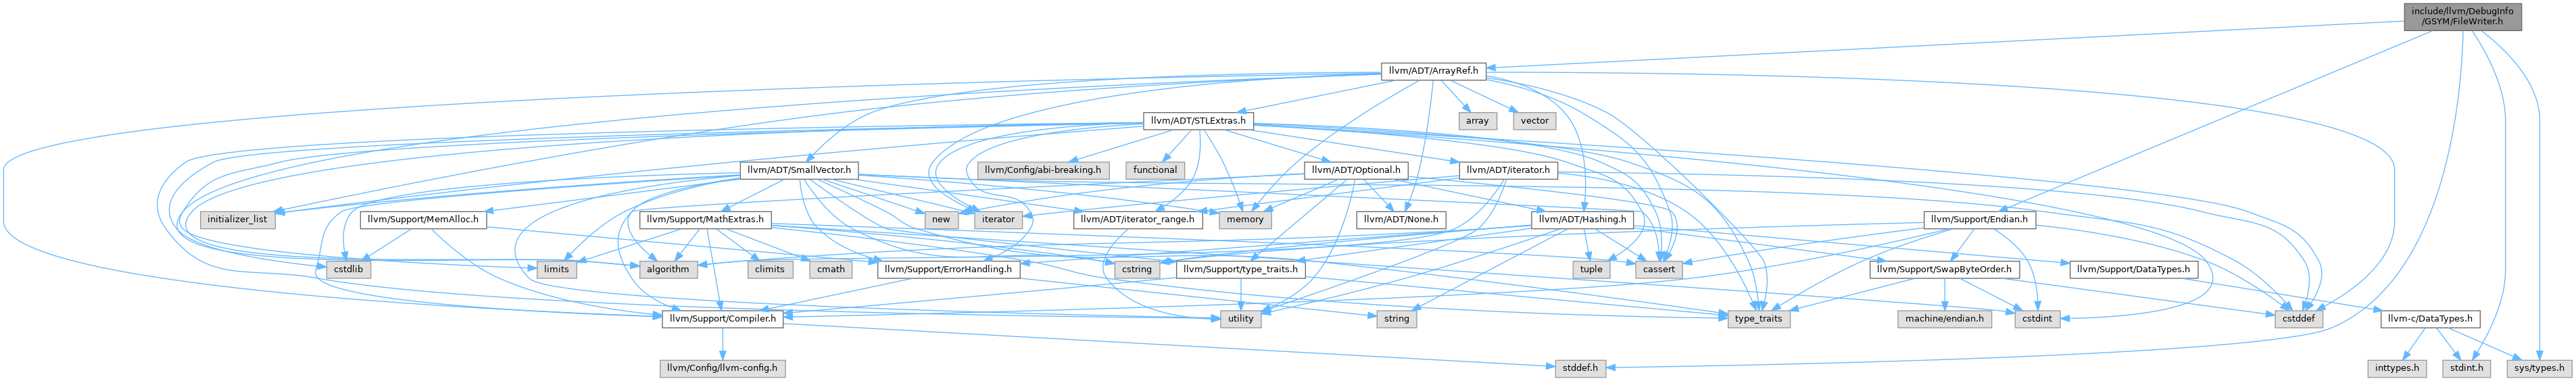 include/llvm/DebugInfo
/GSYM/FileWriter.h
llvm/ADT/ArrayRef.h
llvm/ADT/STLExtras.h
array
vector
llvm/ADT/SmallVector.h
llvm/Config/abi-breaking.h
functional
llvm/ADT/Optional.h
llvm/ADT/iterator.h
initializer_list
llvm/Support/MemAlloc.h
llvm/Support/MathExtras.h
new
iterator
llvm/ADT/iterator_range.h
memory
llvm/ADT/None.h
llvm/ADT/Hashing.h
llvm/Support/Endian.h
cstdlib
limits
algorithm
climits
cmath
llvm/Support/ErrorHandling.h
cstring
llvm/Support/type_traits.h
tuple
cassert
llvm/Support/SwapByteOrder.h
llvm/Support/DataTypes.h
llvm/Support/Compiler.h
utility
string
type_traits
machine/endian.h
cstdint
cstddef
llvm-c/DataTypes.h
llvm/Config/llvm-config.h
stddef.h
inttypes.h
stdint.h
sys/types.h